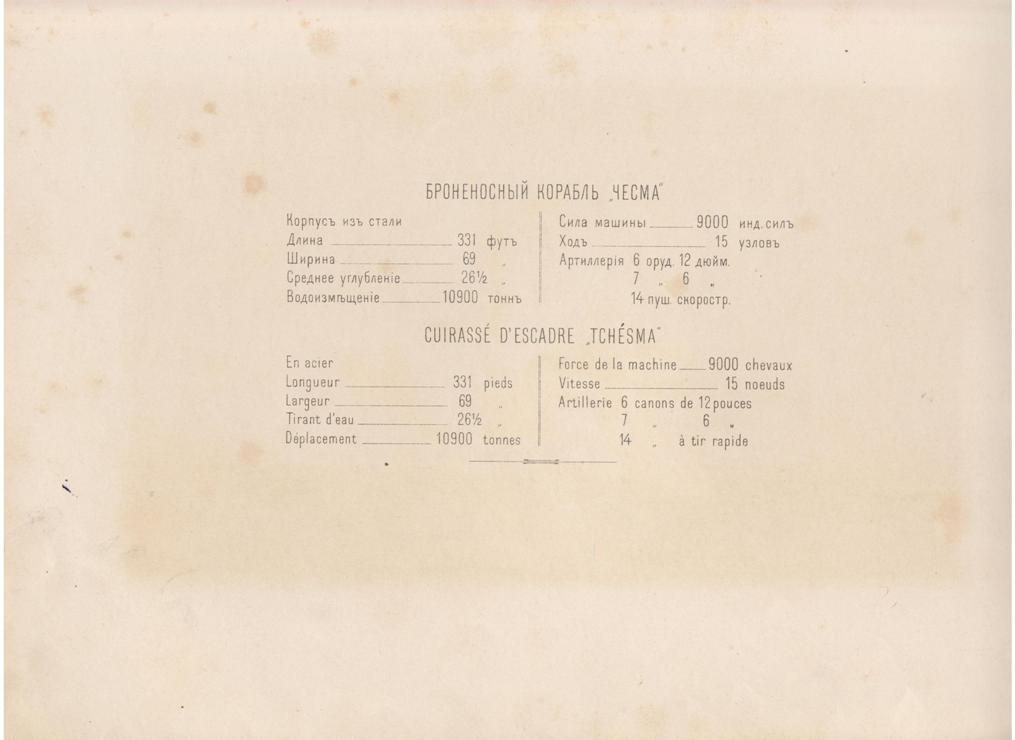 БРОНЕНОСНЫЙ КОРАБЛЬ „ЧЕСМА"
Корпусъ изъ стали
Длина 331 футъ
Ширина 69 „
Среднее углубленіе 26½ „
Водоизмѣщеніе 10900 тоннъ
Сила машины 9000 инд. силъ
Ходъ 15 узловъ
Артиллерія 6 оруд. 12 дюйм.
7 „ 6 „
14 пуш. скоростр.
CUIRASSÉ D'ESCADRE „TCHÉSMA"
En acier
Longueur 331 pieds
Largeur 69 „
Tirant d'eau 26½ „
Déplacement 10900 tonnes
Force de la machine 9000 chevaux
Vitesse 15 noeuds
Artillerie 6 canons de 12 pouces
7 „ 6 „
14 „ à tir rapide